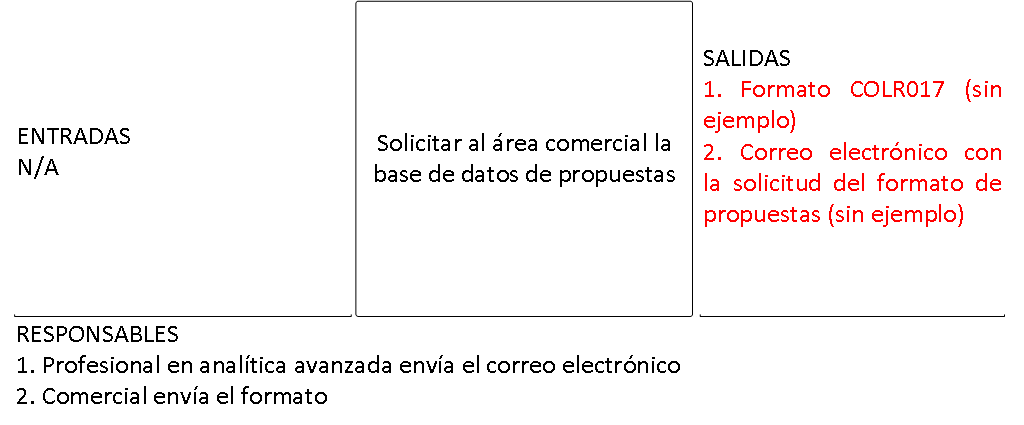 ENTRADAS
N/A
Solicitar al área comercial la
base de datos de propuestas
SALIDAS
1. Formato COLR017 (sin
ejemplo)
2. Correo electrónico con
la solicitud del formato de
propuestas (sin ejemplo)
RESPONSABLES
1. Profesional en analítica avanzada envía el correo electrónico
2. Comercial envía el formato